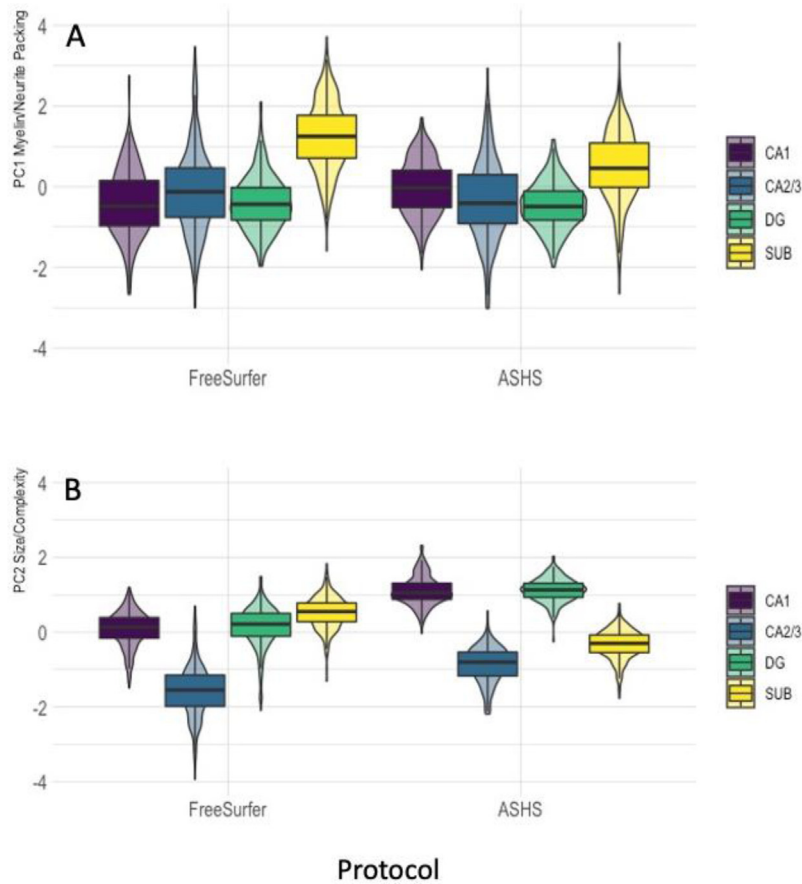 A
PC1 Myelin/Neurite Packing
4
2
0
-2
-4
FreeSurfer
ASHS
CA1
CA2/3
DG
SUB
B
PC2 Size/Complexity
4
2
0
-2
-4
FreeSurfer
ASHS
CA1
CA2/3
DG
SUB
Protocol